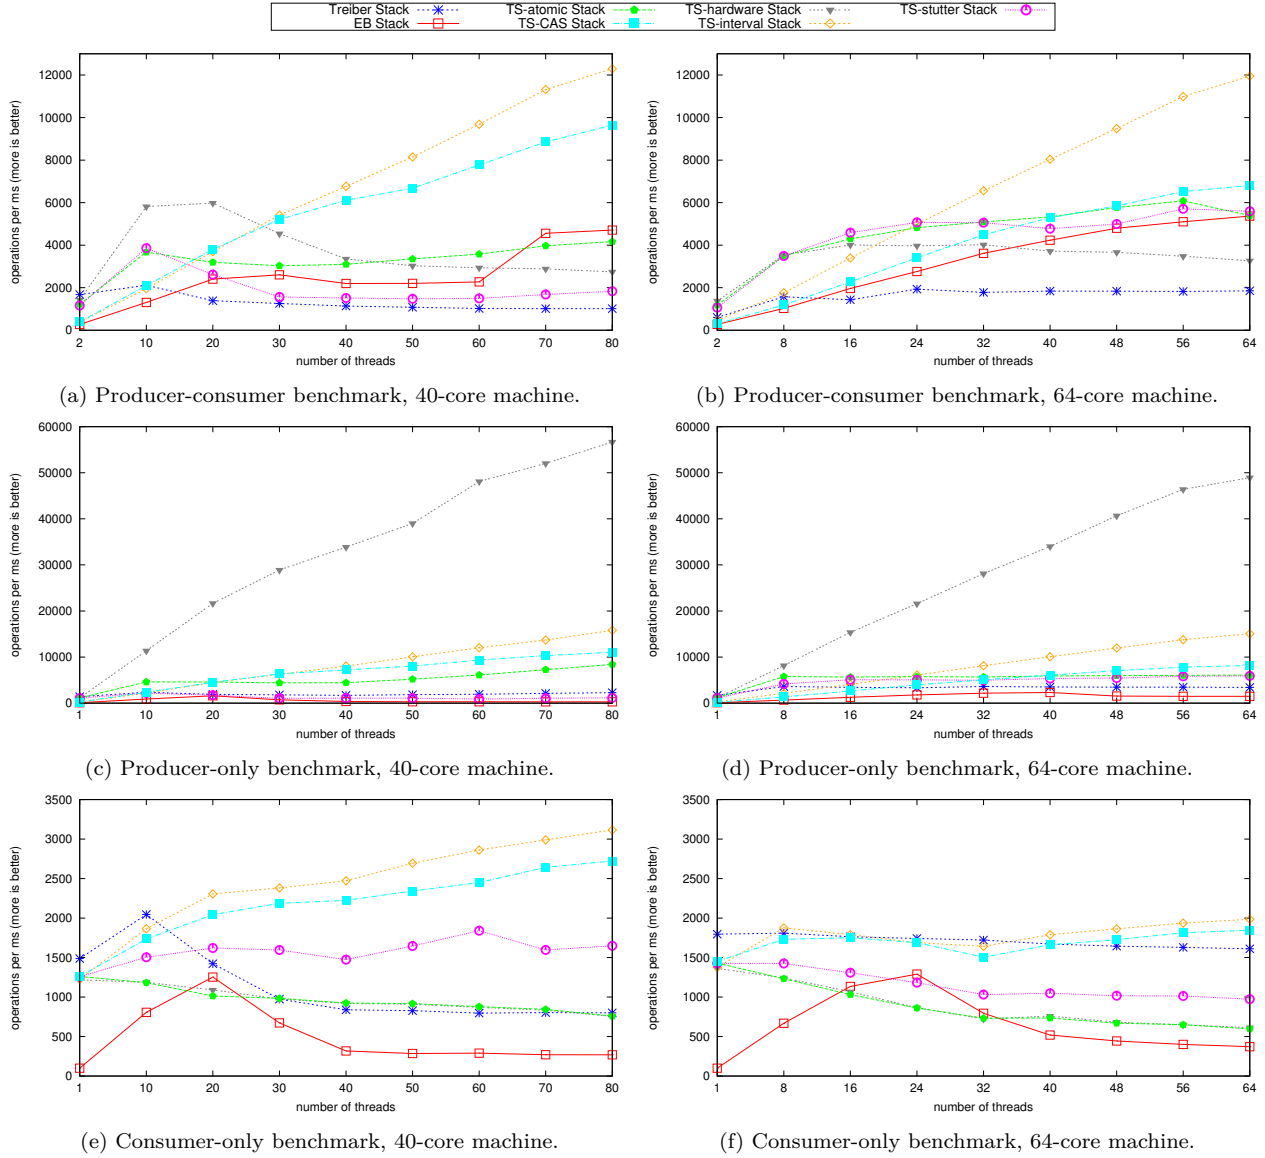 Treiber Stack TS-atomic Stack TS-hardware Stack TS-stutter Stack
EB Stack TS-CAS Stack TS-interval Stack
operations per ms (more is better)
12000
10000
8000
6000
4000
2000
0
2 10 20 30 40 50 60 70 80
number of threads
(a) Producer-consumer benchmark, 40-core machine.
operations per ms (more is better)
12000
10000
8000
6000
4000
2000
0
2 8 16 24 32 40 48 56 64
number of threads
(b) Producer-consumer benchmark, 64-core machine.
operations per ms (more is better)
60000
50000
40000
30000
20000
10000
0
1 10 20 30 40 50 60 70 80
number of threads
(c) Producer-only benchmark, 40-core machine.
operations per ms (more is better)
60000
50000
40000
30000
20000
10000
0
1 8 16 24 32 40 48 56 64
number of threads
(d) Producer-only benchmark, 64-core machine.
operations per ms (more is better)
3500
3000
2500
2000
1500
1000
500
0
1 10 20 30 40 50 60 70 80
number of threads
(e) Consumer-only benchmark, 40-core machine.
operations per ms (more is better)
3500
3000
2500
2000
1500
1000
500
0
1 8 16 24 32 40 48 56 64
number of threads
(f) Consumer-only benchmark, 64-core machine.